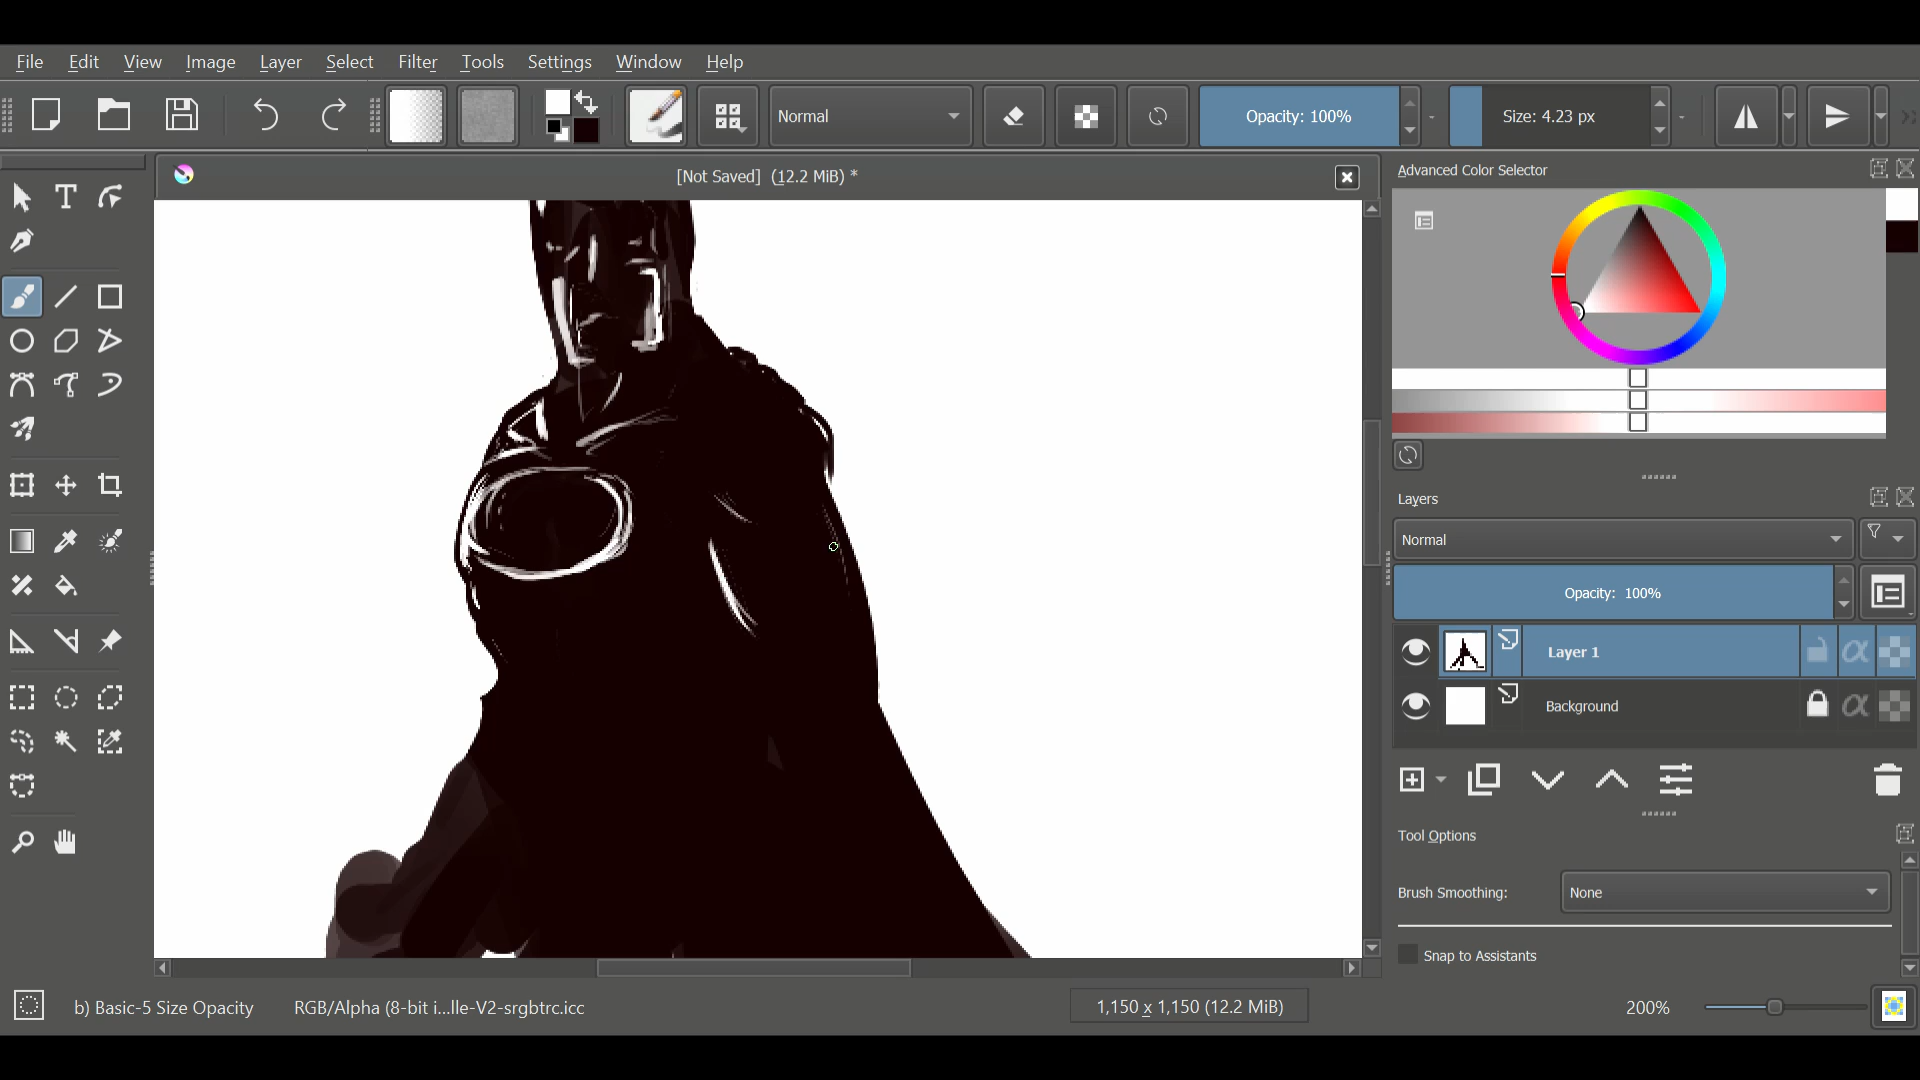 File Edit View Image Layer Select Filter Tools Settings Window Help
Normal Opacity: 100% Size: 4.23 px
[Not Saved] (12.2 MiB) *
Advanced Color Selector
Layers
Normal
Opacity: 100%
Layer 1
Background
Tool Options
Brush Smoothing: None
Snap to Assistants
b) Basic-5 Size Opacity RGB/Alpha (8-bit i...lle-V2-srgbtrc.icc 1,150 x 1,150 (12.2 MiB) 200%